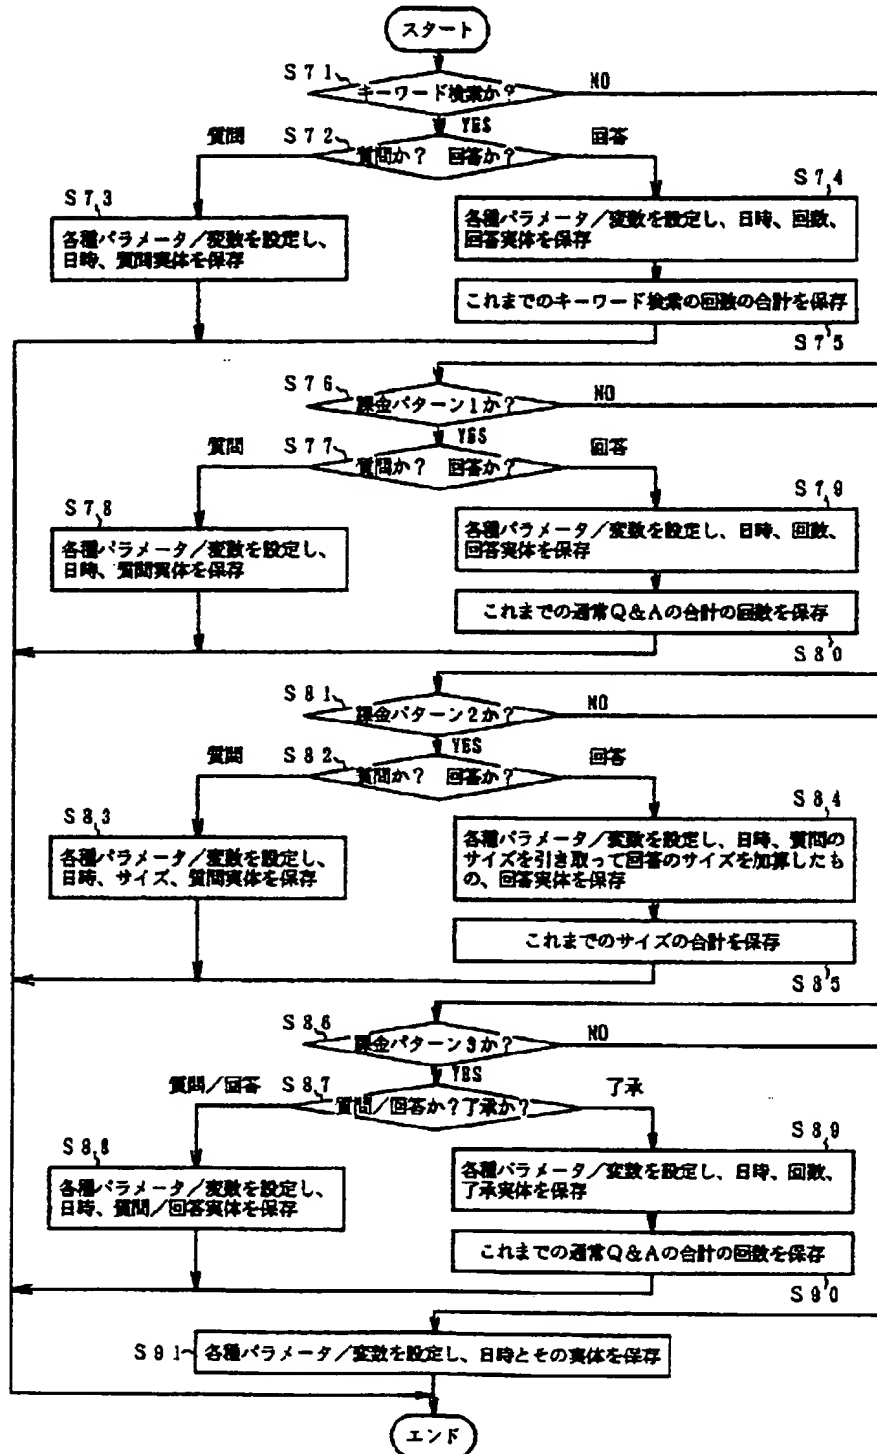 スタート
S71
キーワード検索か?
NO
YES
質問
S72
質問か? 回答か?
回答
S73
各種パラメータ/変数を設定し、
日時、質問実体を保存
S74
各種パラメータ/変数を設定し、日時、回数、
回答実体を保存
これまでのキーワード検索の回数の合計を保存
S75
S76
課金パターン1か?
NO
YES
質問
S77
質問か? 回答か?
回答
S78
各種パラメータ/変数を設定し、
日時、質問実体を保存
S79
各種パラメータ/変数を設定し、日時、回数、
回答実体を保存
これまでの通常Q&Aの合計の回数を保存
S80
S81
課金パターン2か?
NO
YES
質問
S82
質問か? 回答か?
回答
S83
各種パラメータ/変数を設定し、
日時、サイズ、質問実体を保存
S84
各種パラメータ/変数を設定し、日時、質問の
サイズを引き取って回答のサイズを加算したも
の、回答実体を保存
これまでのサイズの合計を保存
S85
S86
課金パターン3か?
NO
YES
質問/回答
S87
質問/回答か?了承か?
了承
S88
各種パラメータ/変数を設定し、
日時、質問/回答実体を保存
S89
各種パラメータ/変数を設定し、日時、回数、
了承実体を保存
これまでの通常Q&Aの合計の回数を保存
S90
S91
各種パラメータ/変数を設定し、日時とその実体を保存
エンド